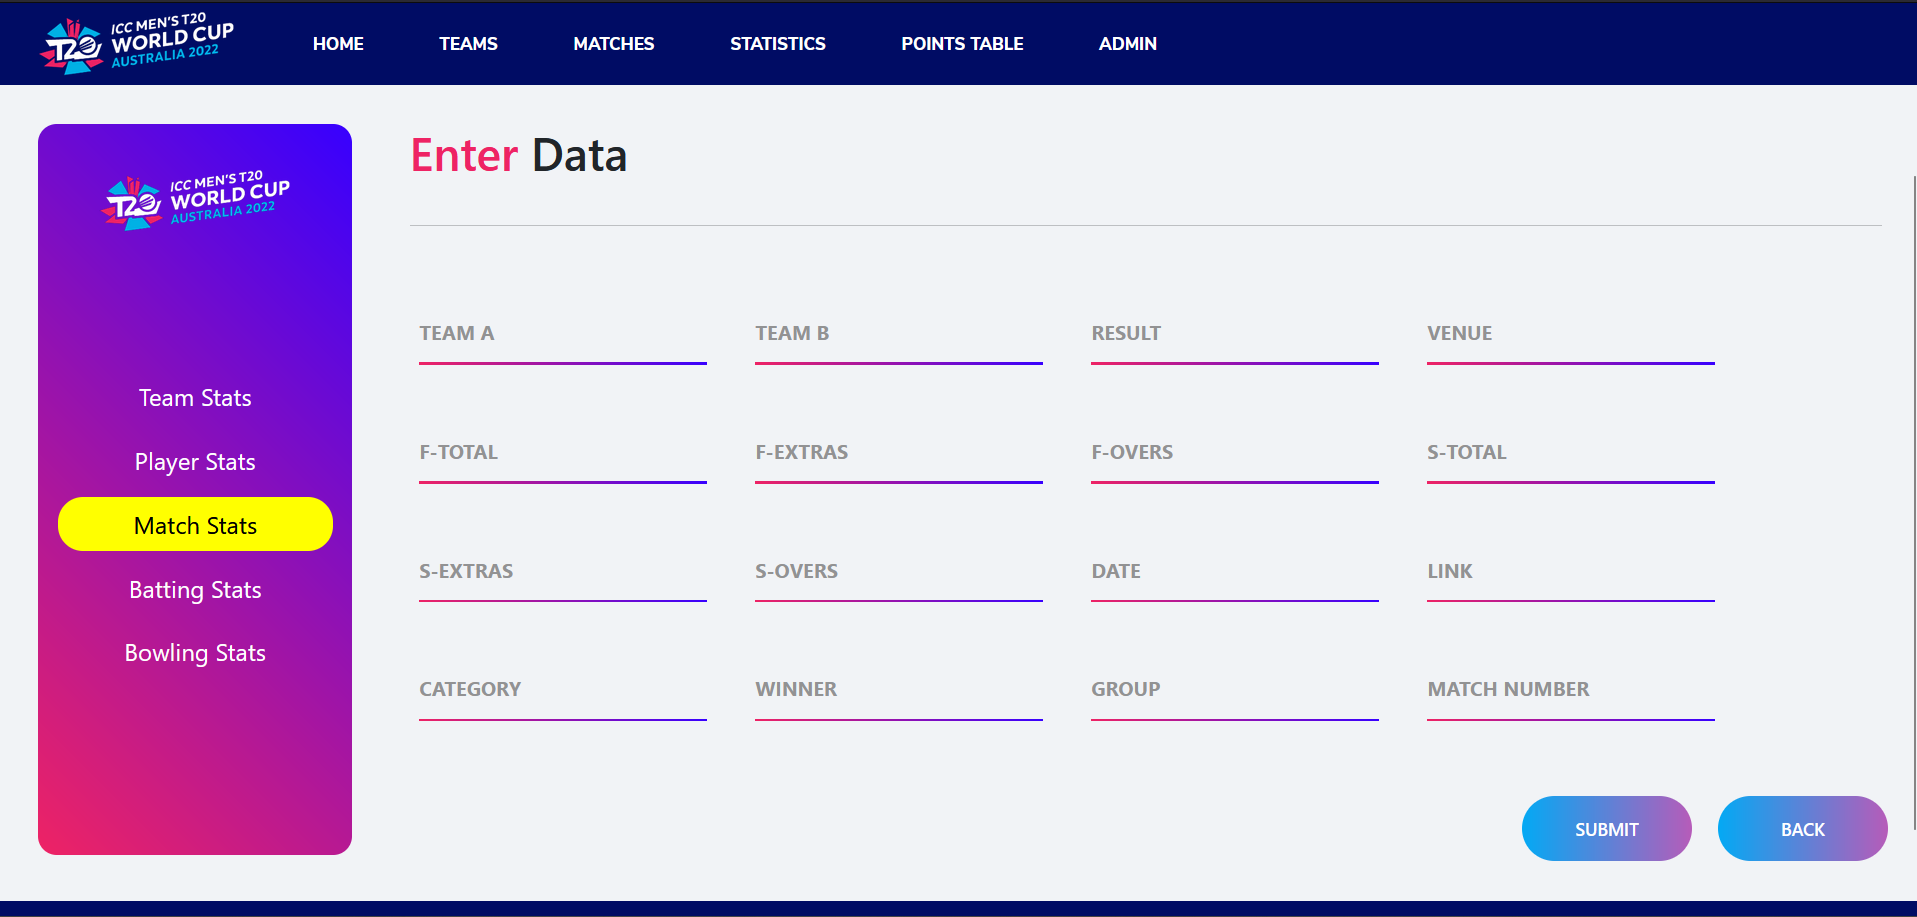 ICC MEN'S T20
WORLD CUP
AUSTRALIA 2022
T20
HOME
TEAMS
MATCHES
STATISTICS
POINTS TABLE
ADMIN
ICC MEN'S T20
WORLD CUP
AUSTRALIA 2022
T20
Team Stats
Player Stats
Match Stats
Batting Stats
Bowling Stats
Enter Data
TEAM A
TEAM B
RESULT
VENUE
F-TOTAL
F-EXTRAS
F-OVERS
S-TOTAL
S-EXTRAS
S-OVERS
DATE
LINK
CATEGORY
WINNER
GROUP
MATCH NUMBER
SUBMIT
BACK